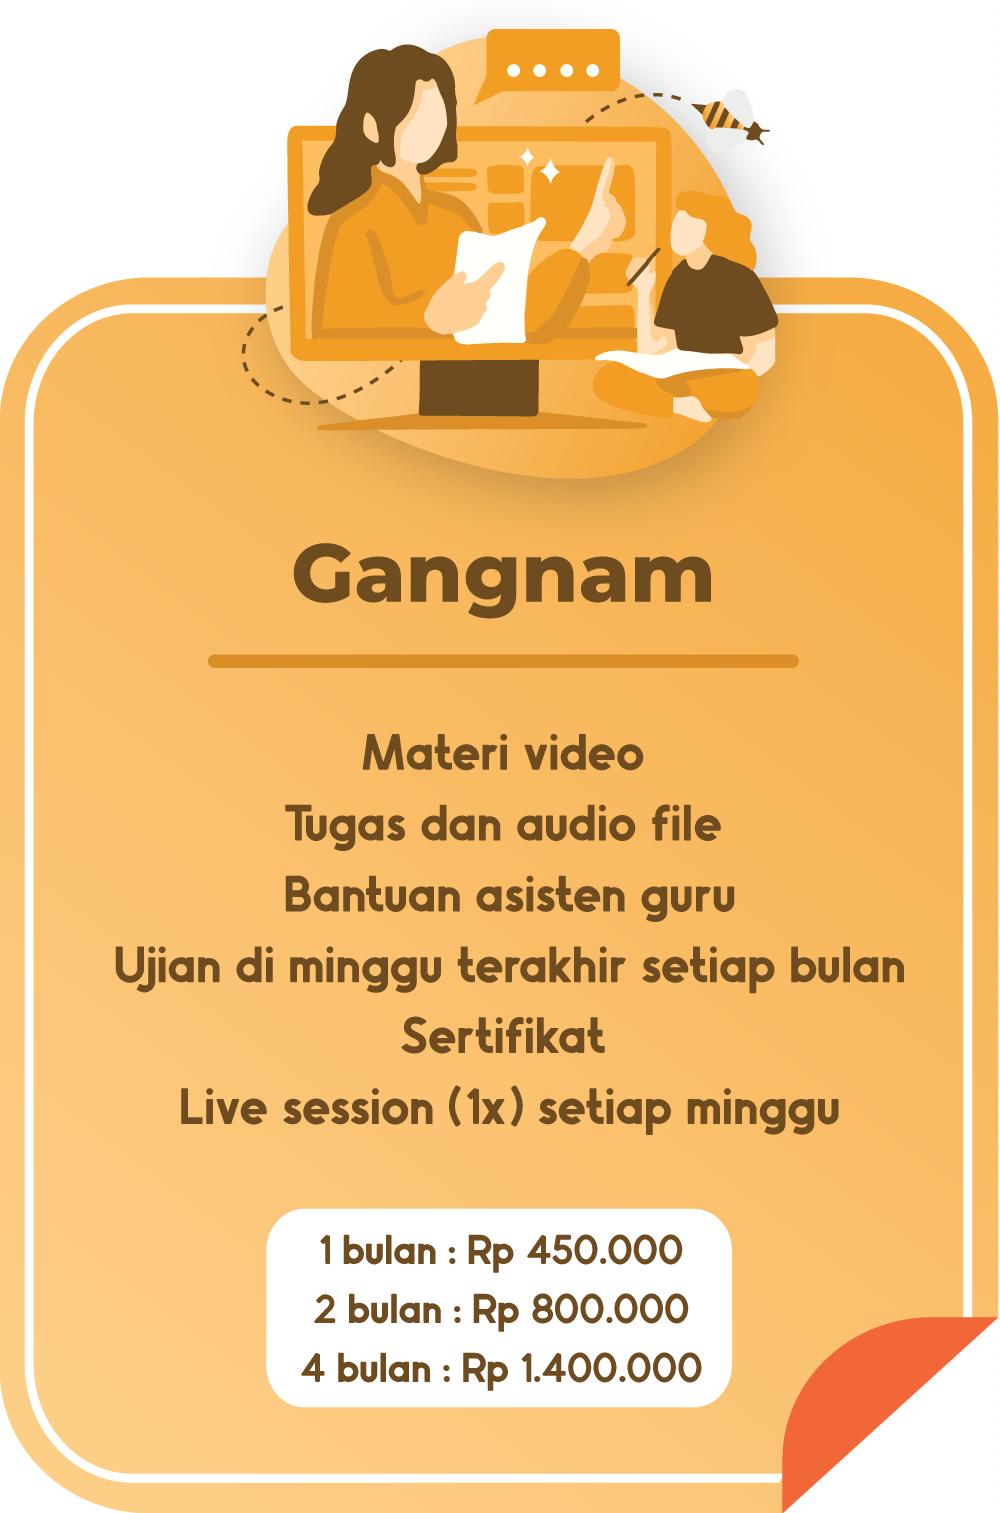 Gangnam
Materi video
Tugas dan audio file
Bantuan asisten guru
Ujian di minggu terakhir setiap bulan
Sertifikat
Live session (1x) setiap minggu
1 bulan : Rp 450.000
2 bulan : Rp 800.000
4 bulan : Rp 1.400.000